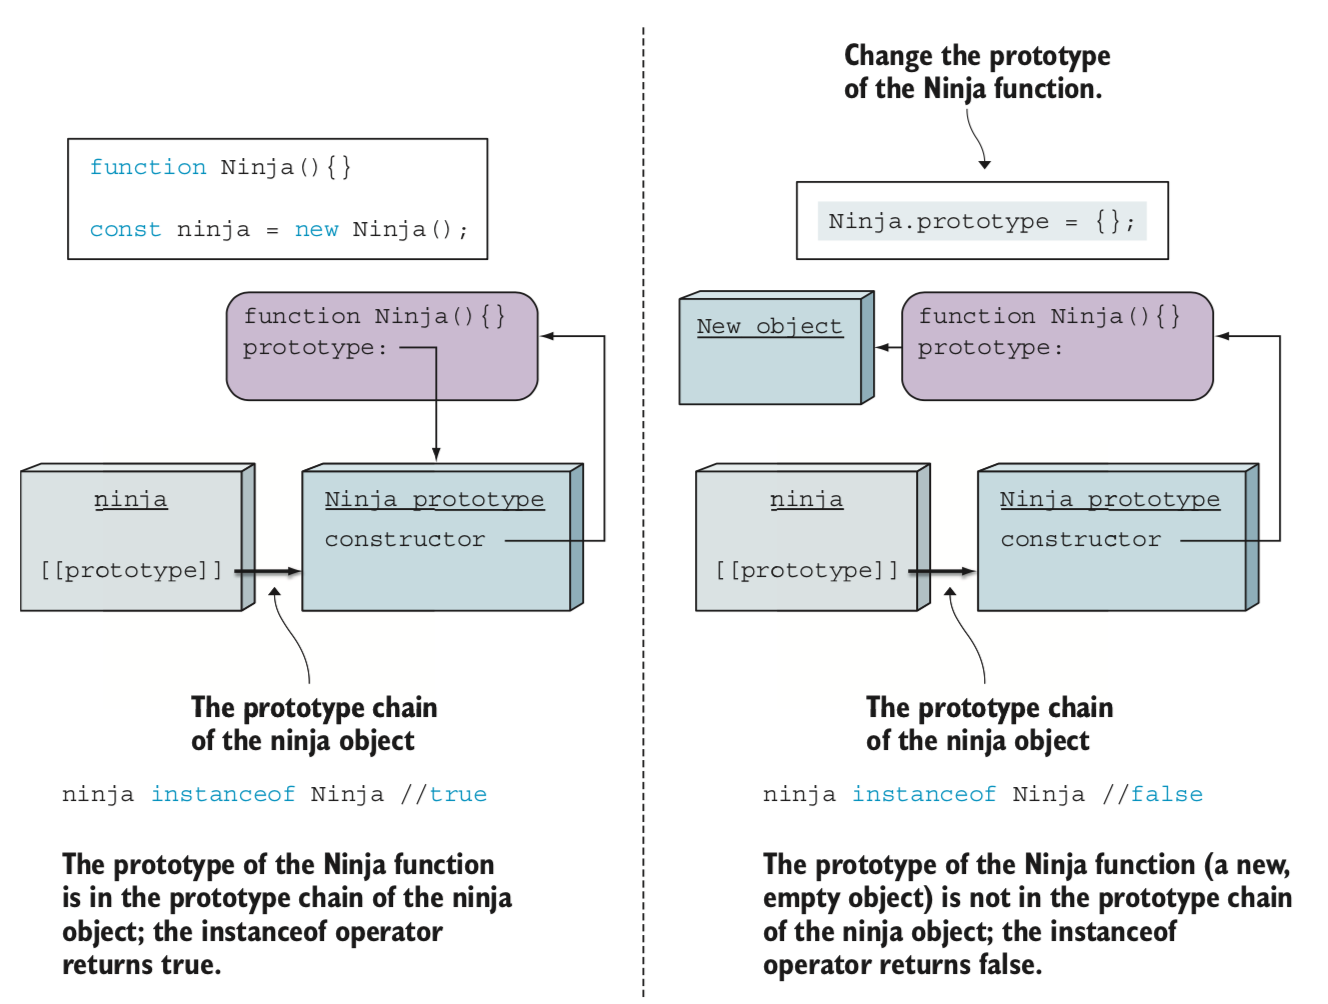 function Ninja(){}
const ninja = new Ninja();
function Ninja(){}
prototype:
ninja
[[prototype]]
Ninja prototype
constructor
The prototype chain
of the ninja object
ninja instanceof Ninja //true
The prototype of the Ninja function
is in the prototype chain of the ninja
object; the instanceof operator
returns true.
Change the prototype
of the Ninja function.
Ninja.prototype = {};
New object
function Ninja(){}
prototype:
ninja
[[prototype]]
Ninja prototype
constructor
The prototype chain
of the ninja object
ninja instanceof Ninja //false
The prototype of the Ninja function (a new,
empty object) is not in the prototype chain
of the ninja object; the instanceof
operator returns false.